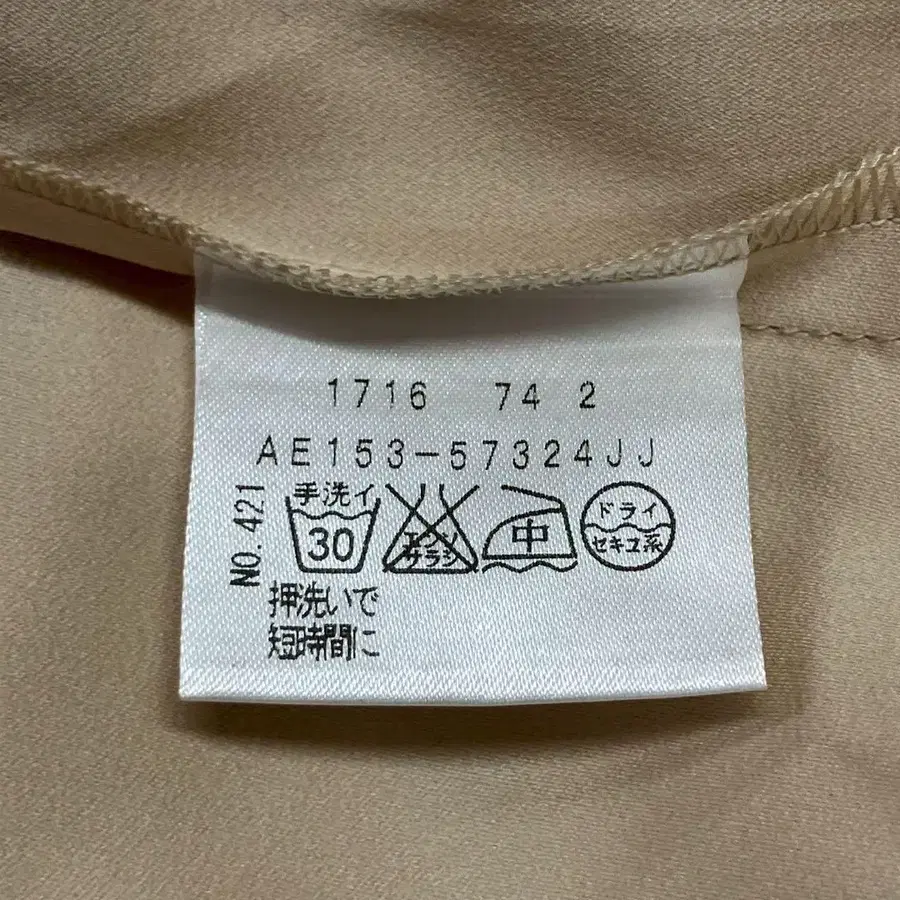 1716 74 2
AE153-57324JJ
NO.421
手洗イ
30
エンソ
サラシ
中
ドライ
セキユ系
押洗いで
短時間に